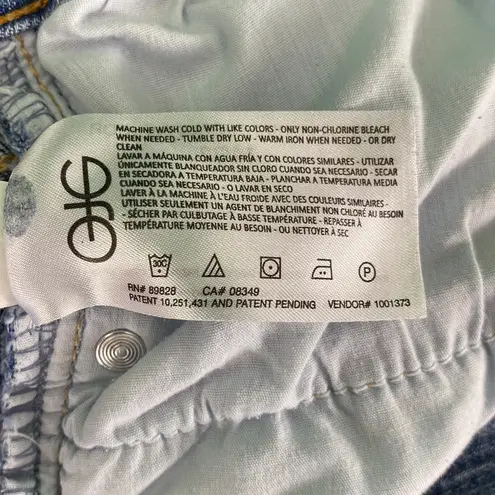 MACHINE WASH COLD WITH LIKE COLORS - ONLY NON-CHLORINE BLEACH
WHEN NEEDED - TUMBLE DRY LOW - WARM IRON WHEN NEEDED - OR DRY
CLEAN
LAVAR A MÁQUINA CON AGUA FRÍA Y CON COLORES SIMILARES - UTILIZAR
ÚNICAMENTE BLANQUEADOR SIN CLORO CUANDO SEA NECESARIO - SECAR
EN SECADORA A TEMPERATURA BAJA - PLANCHAR A TEMPERATURA MEDIA
CUANDO SEA NECESARIO - O LAVAR EN SECO
LAVER À LA MACHINE À L'EAU FROIDE AVEC DES COULEURS SIMILAIRES -
UTILISER SEULEMENT UN AGENT DE BLANCHIMENT NON CHLORÉ AU BESOIN
- SÉCHER PAR CULBUTAGE À BASSE TEMPÉRATURE - REPASSER À
TEMPÉRATURE MOYENNE AU BESOIN - OU NETTOYER À SEC
30C
P
RN# 89828 CA# 08349
PATENT 10,251,431 AND PATENT PENDING VENDOR# 1001373